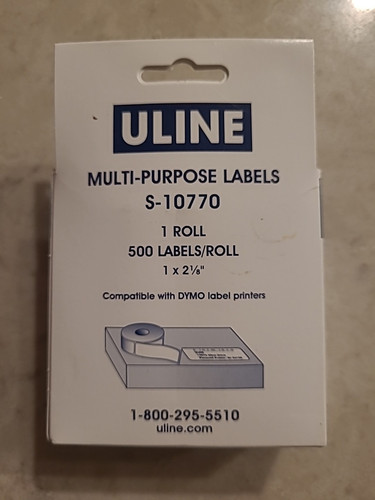 ULINE
MULTI-PURPOSE LABELS
S-10770
1 ROLL
500 LABELS/ROLL
1 x 2⅛"
Compatible with DYMO label printers
1-800-295-5510
uline.com